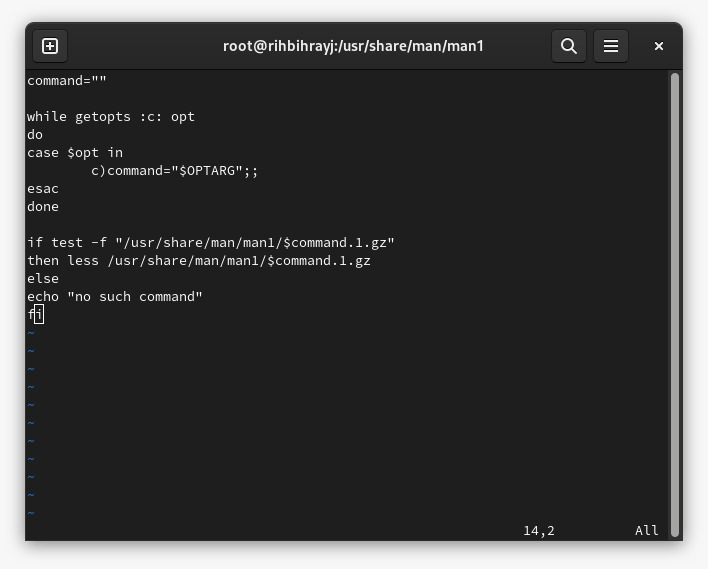 root@rihbihrayj:/usr/share/man/man1
command=""
while getopts :c: opt
do
case $opt in
c)command="$OPTARG";;
esac
done
if test -f "/usr/share/man/man1/$command.1.gz"
then less /usr/share/man/man1/$command.1.gz
else
echo "no such command"
fi
~
~
~
~
~
~
~
~
~
~
~
14,2 All